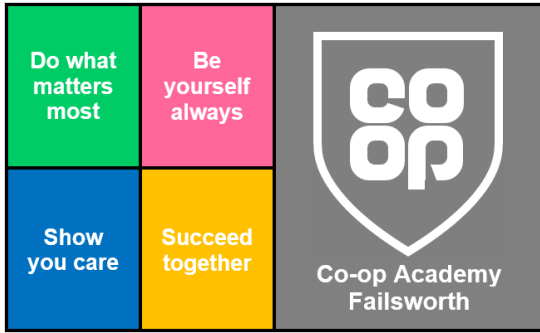 Do what
matters
most
Be
yourself
always
Show
you care
Succeed
together
co
op
Co-op Academy
Failsworth